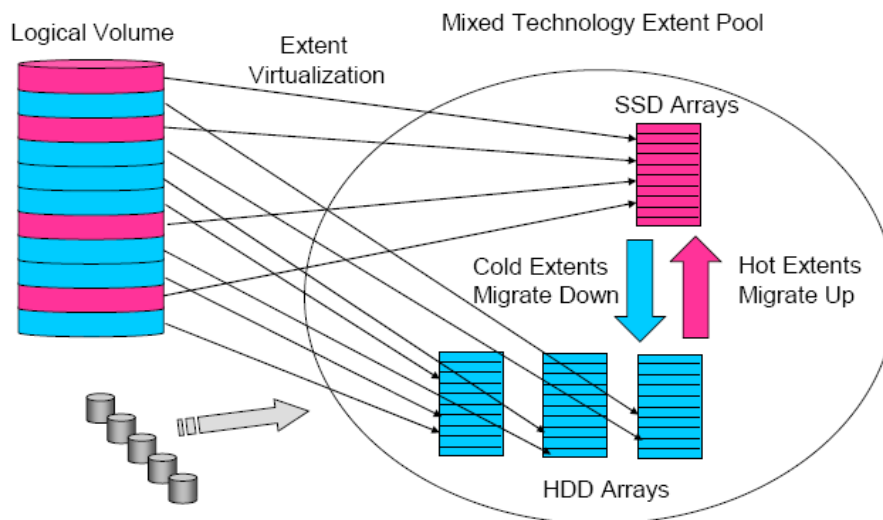 Mixed Technology Extent Pool
Logical Volume
Extent
Virtualization
SSD Arrays
Cold Extents
Migrate Down
Hot Extents
Migrate Up
HDD Arrays